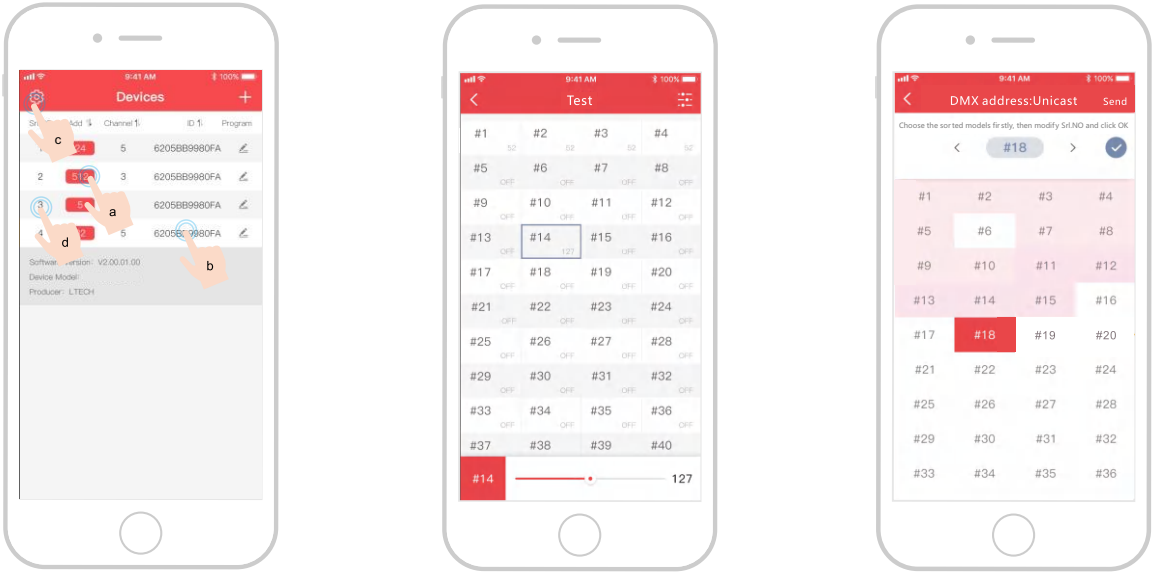 9:41 AM 100%
Devices +
Add Channel ID Program
24 5 6205BB9980FA
c
2 512 3 6205BB9980FA
3 5 6205BB9980FA
a
4 5 9980FA
d
b
V2.00.01.00
Device Model:
Producer: LTECH
9:41 AM 100%
< Test
#1 #2 #3 #4
52 52 52 52
#5 #6 #7 #8
OFF OFF OFF OFF
#9 #10 #11 #12
OFF OFF OFF OFF
#13 #14 #15 #16
OFF 127 OFF OFF
#17 #18 #19 #20
OFF OFF OFF OFF
#21 #22 #23 #24
OFF OFF OFF OFF
#25 #26 #27 #28
OFF OFF OFF OFF
#29 #30 #31 #32
OFF OFF OFF OFF
#33 #34 #35 #36
OFF OFF OFF OFF
#37 #38 #39 #40
#14 127
9:41 AM 100%
< DMX address:Unicast Send
Choose the sor ted models fir stly, then modify Srl.NO and click OK
< #18 >
#1 #2 #3 #4
#5 #6 #7 #8
#9 #10 #11 #12
#13 #14 #15 #16
#17 #18 #19 #20
#21 #22 #23 #24
#25 #26 #27 #28
#29 #30 #31 #32
#33 #34 #35 #36